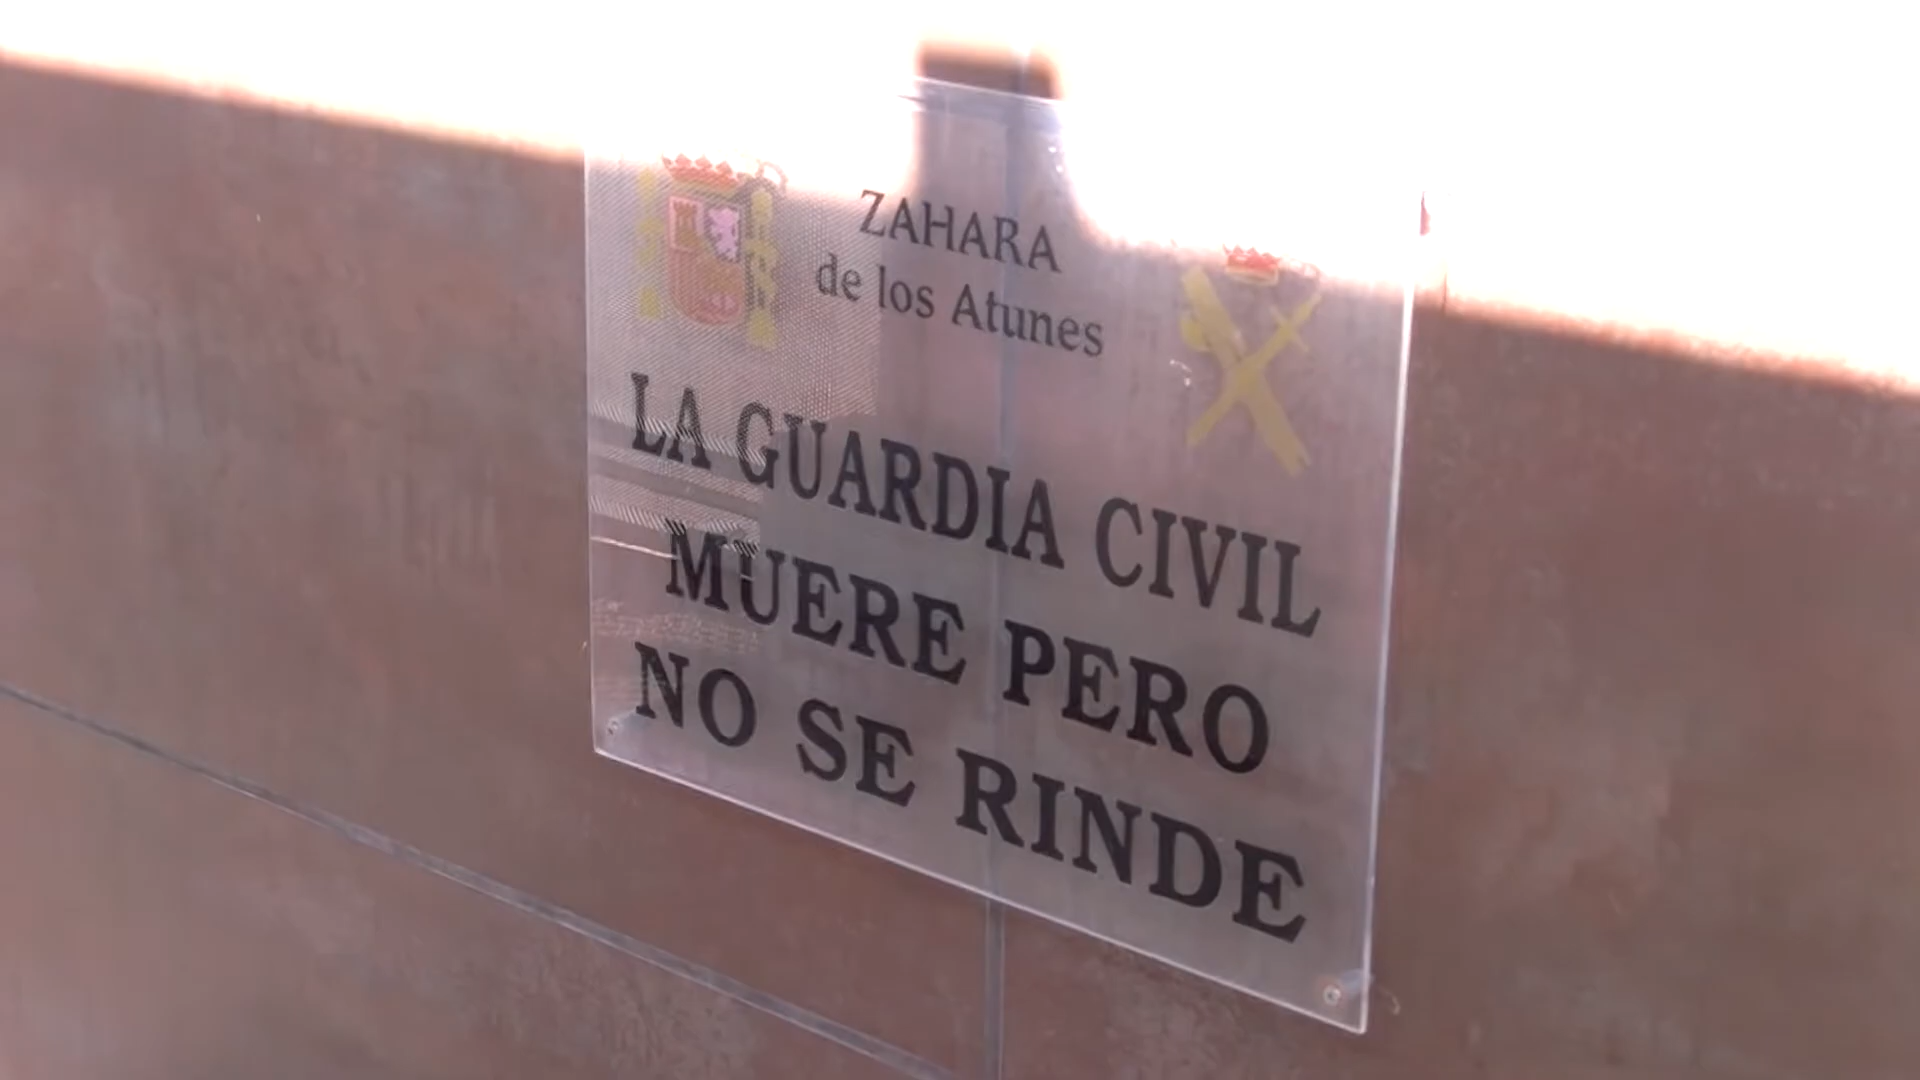 ZAHARA
de los Atunes
LA GUARDIA CIVIL
MUERE PERO
NO SE RINDE